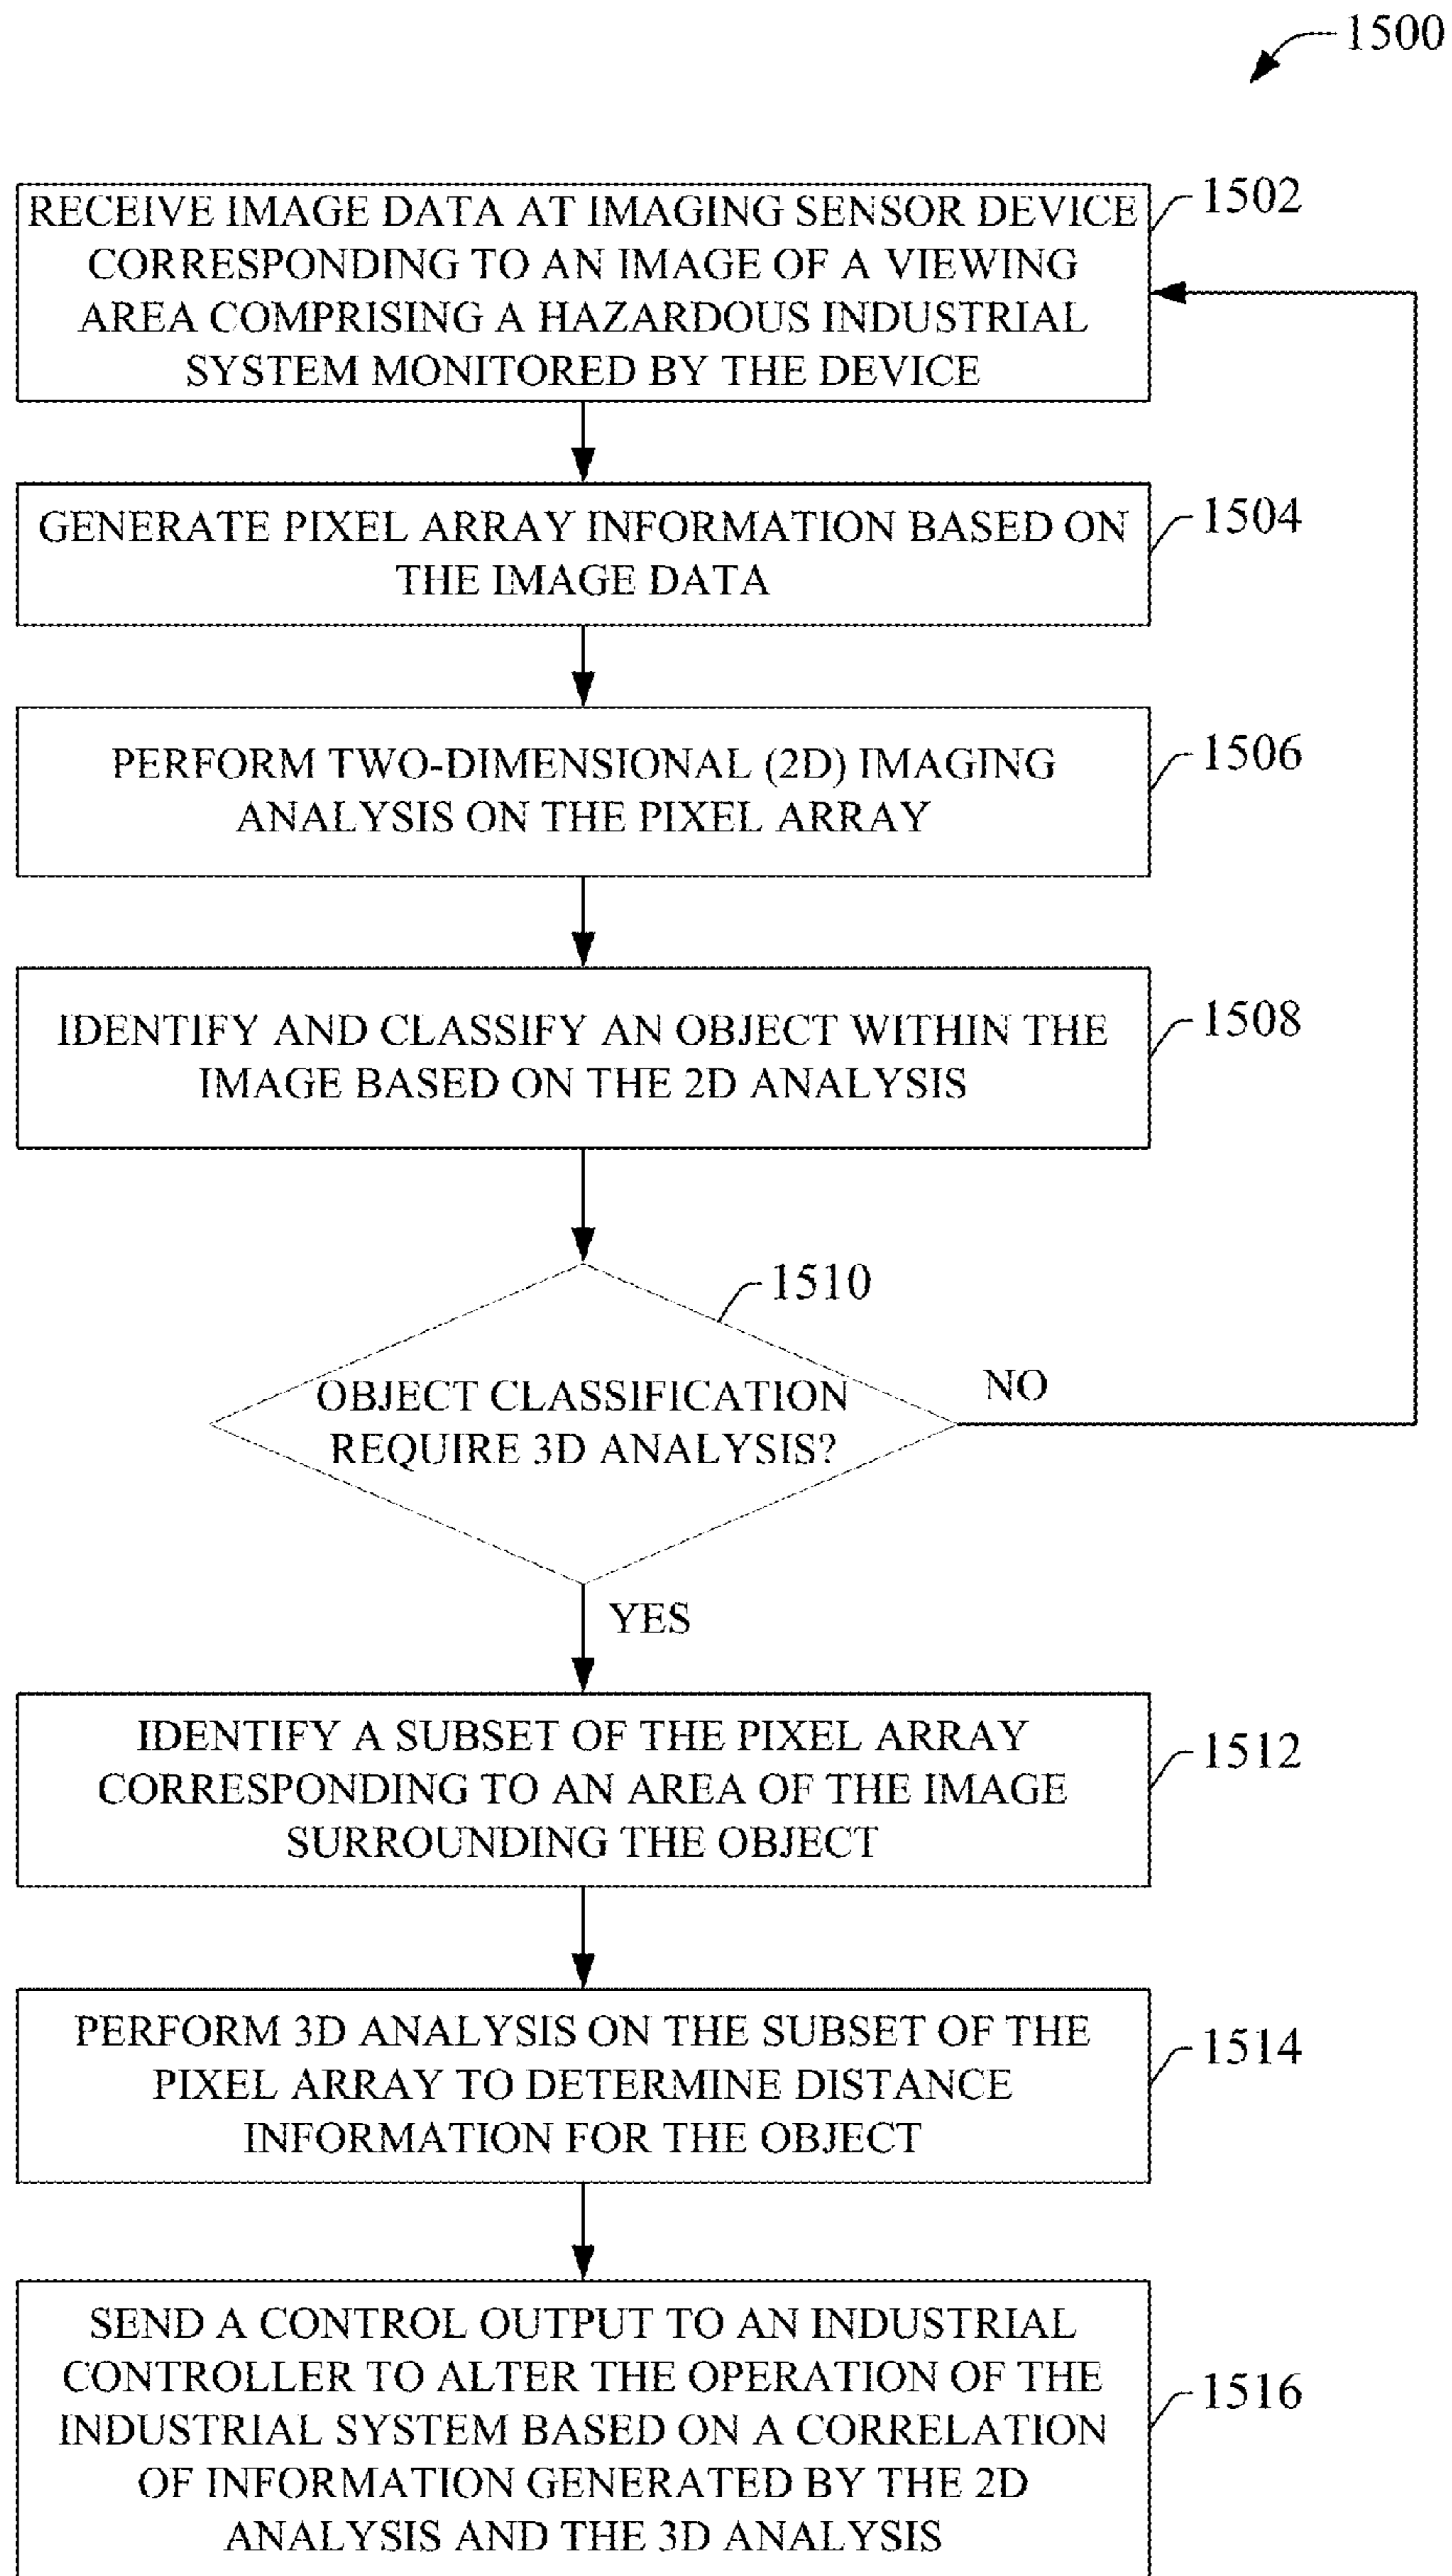 1500
RECEIVE IMAGE DATA AT IMAGING SENSOR DEVICE
CORRESPONDING TO AN IMAGE OF A VIEWING
AREA COMPRISING A HAZARDOUS INDUSTRIAL
SYSTEM MONITORED BY THE DEVICE
1502
GENERATE PIXEL ARRAY INFORMATION BASED ON
THE IMAGE DATA
1504
PERFORM TWO-DIMENSIONAL (2D) IMAGING
ANALYSIS ON THE PIXEL ARRAY
1506
IDENTIFY AND CLASSIFY AN OBJECT WITHIN THE
IMAGE BASED ON THE 2D ANALYSIS
1508
1510
OBJECT CLASSIFICATION
REQUIRE 3D ANALYSIS?
NO
YES
IDENTIFY A SUBSET OF THE PIXEL ARRAY
CORRESPONDING TO AN AREA OF THE IMAGE
SURROUNDING THE OBJECT
1512
PERFORM 3D ANALYSIS ON THE SUBSET OF THE
PIXEL ARRAY TO DETERMINE DISTANCE
INFORMATION FOR THE OBJECT
1514
SEND A CONTROL OUTPUT TO AN INDUSTRIAL
CONTROLLER TO ALTER THE OPERATION OF THE
INDUSTRIAL SYSTEM BASED ON A CORRELATION
OF INFORMATION GENERATED BY THE 2D
ANALYSIS AND THE 3D ANALYSIS
1516